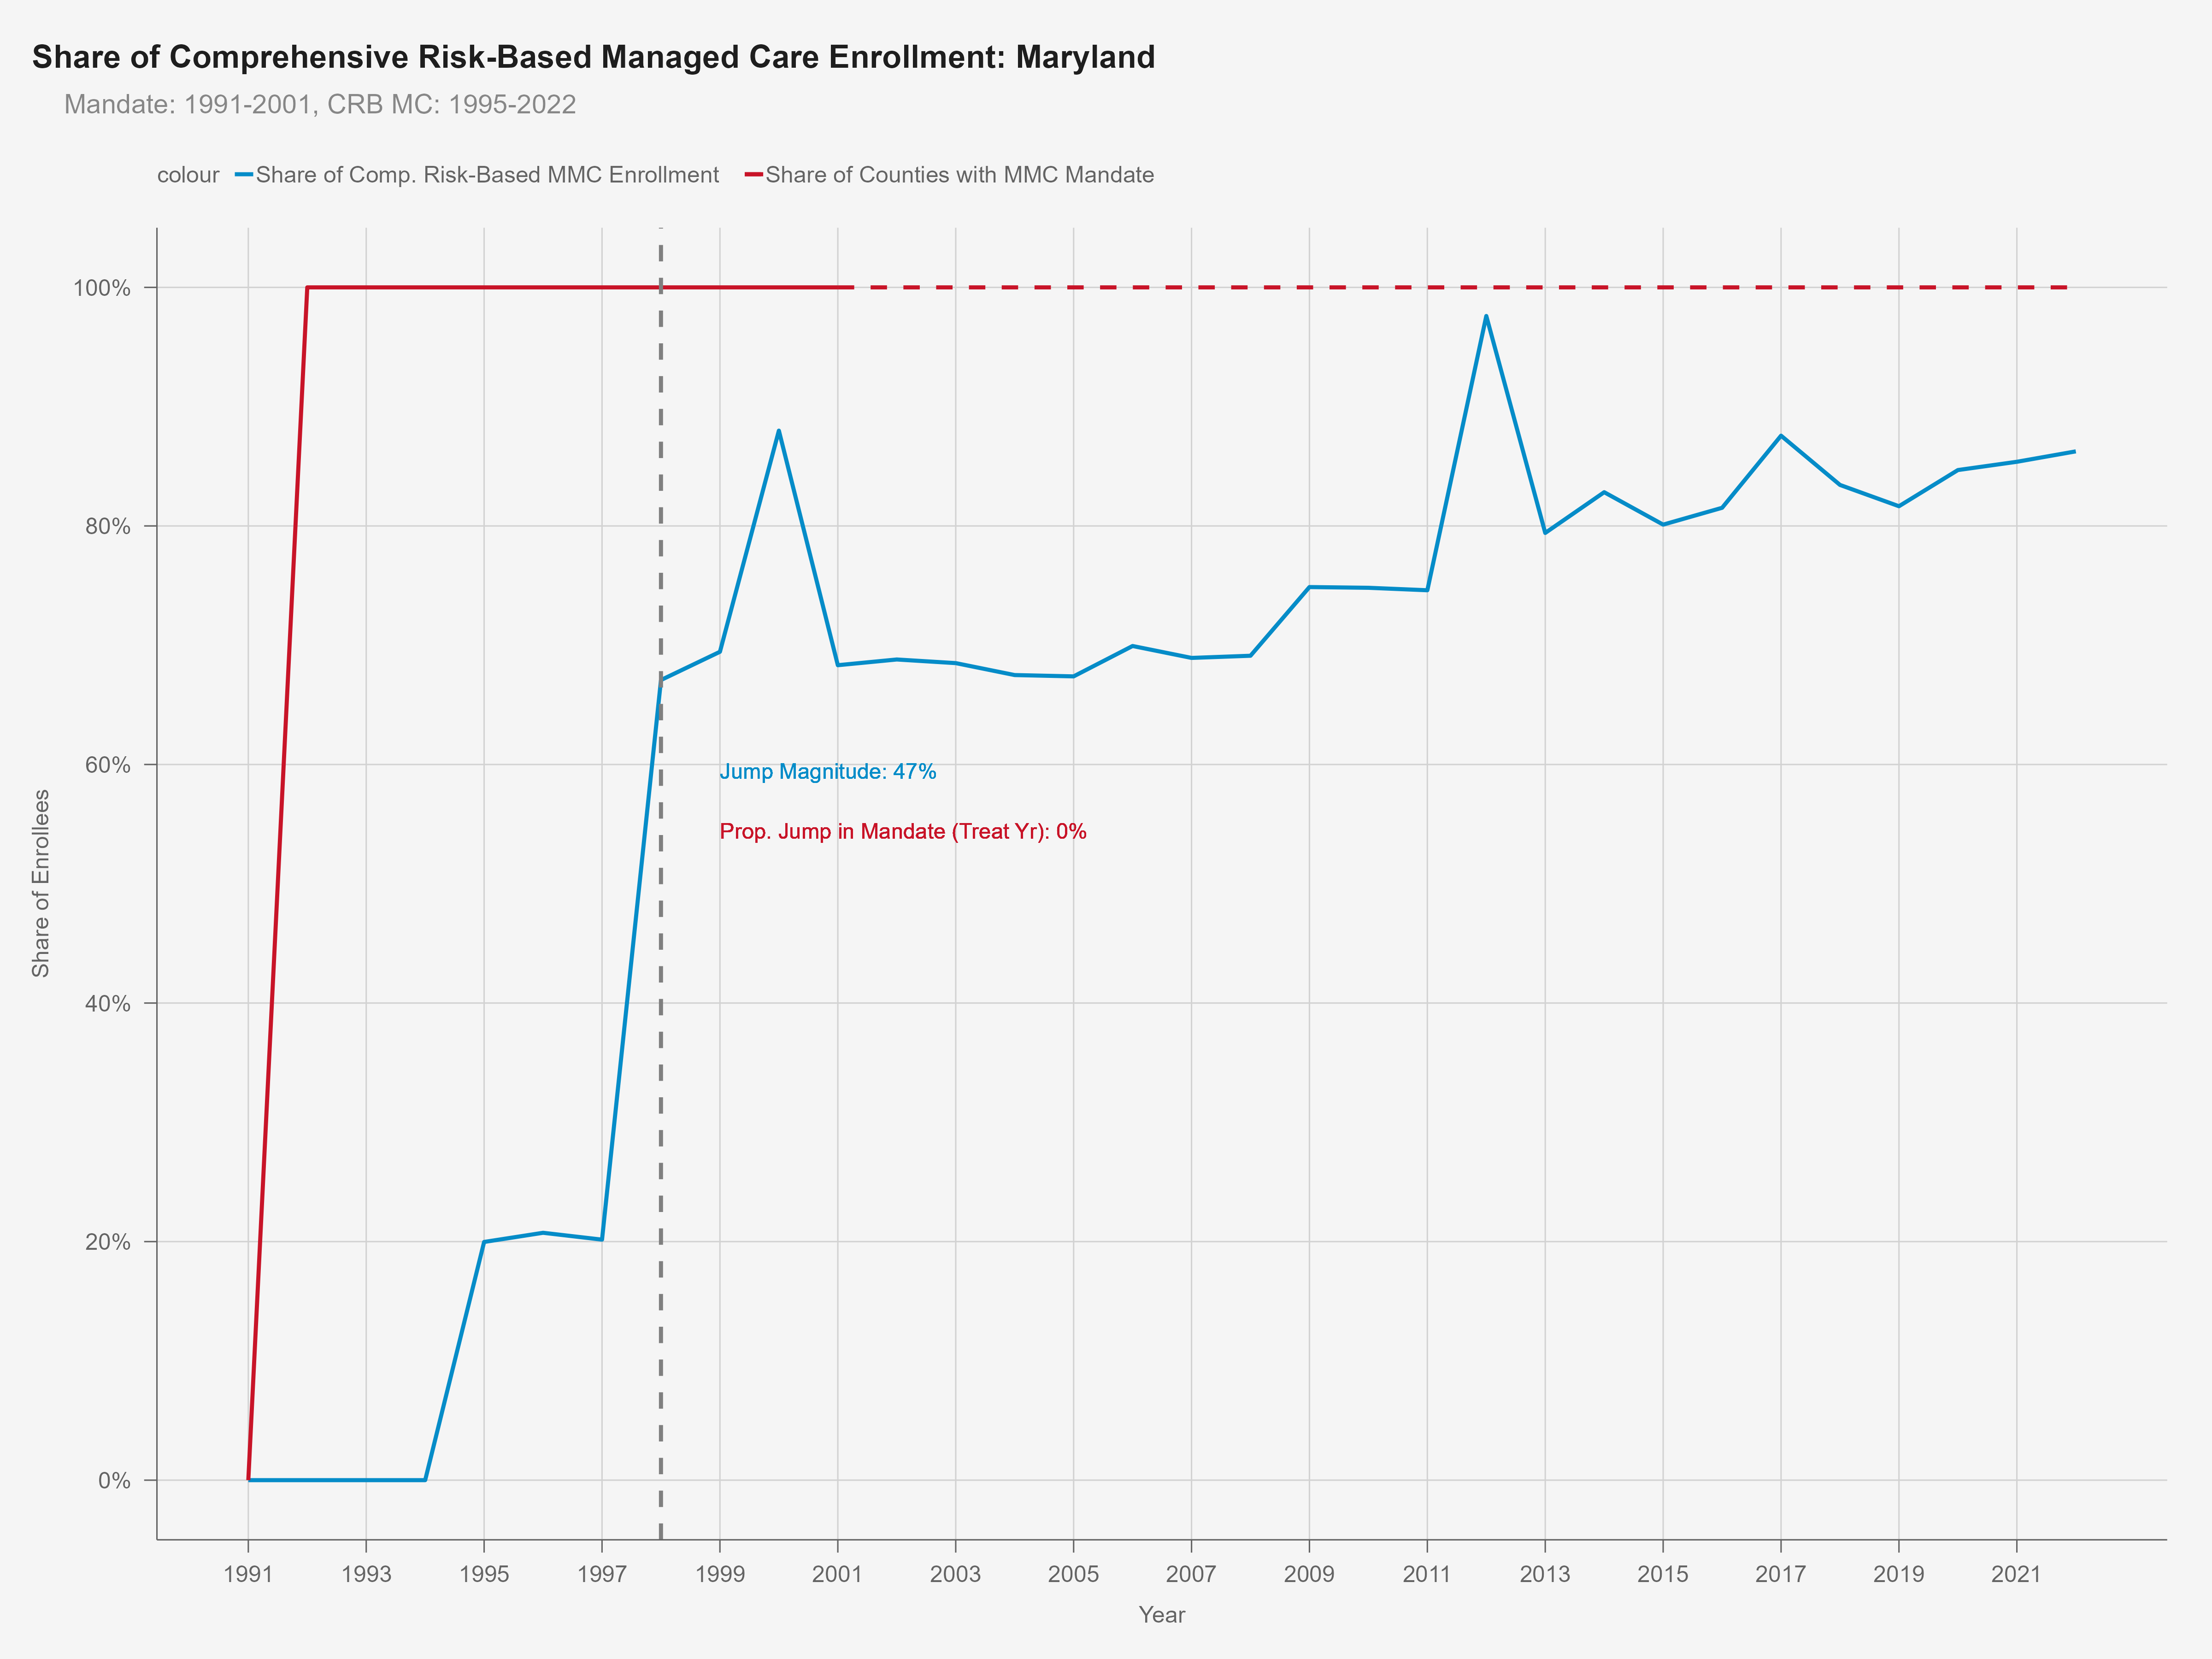 Share of Comprehensive Risk-Based Managed Care Enrollment: Maryland
Mandate: 1991-2001, CRB MC: 1995-2022
colour Share of Comp. Risk-Based MMC Enrollment Share of Counties with MMC Mandate
100%
80%
60%
40%
20%
0%
Share of Enrollees
Jump Magnitude: 47%
Prop. Jump in Mandate (Treat Yr): 0%
1991 1993 1995 1997 1999 2001 2003 2005 2007 2009 2011 2013 2015 2017 2019 2021
Year